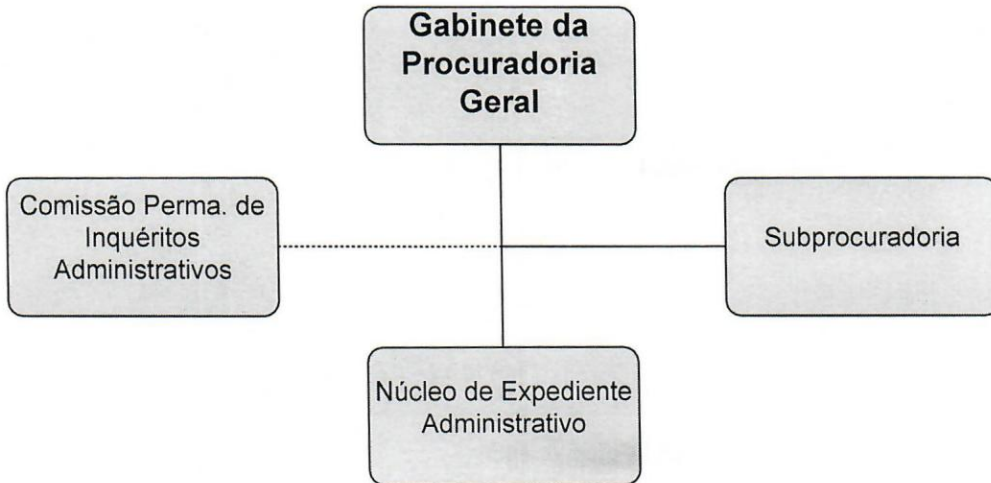 Gabinete da
Procuradoria
Geral
Comissão Perma. de
Inquéritos
Administrativos
Subprocuradoria
Núcleo de Expediente
Administrativo